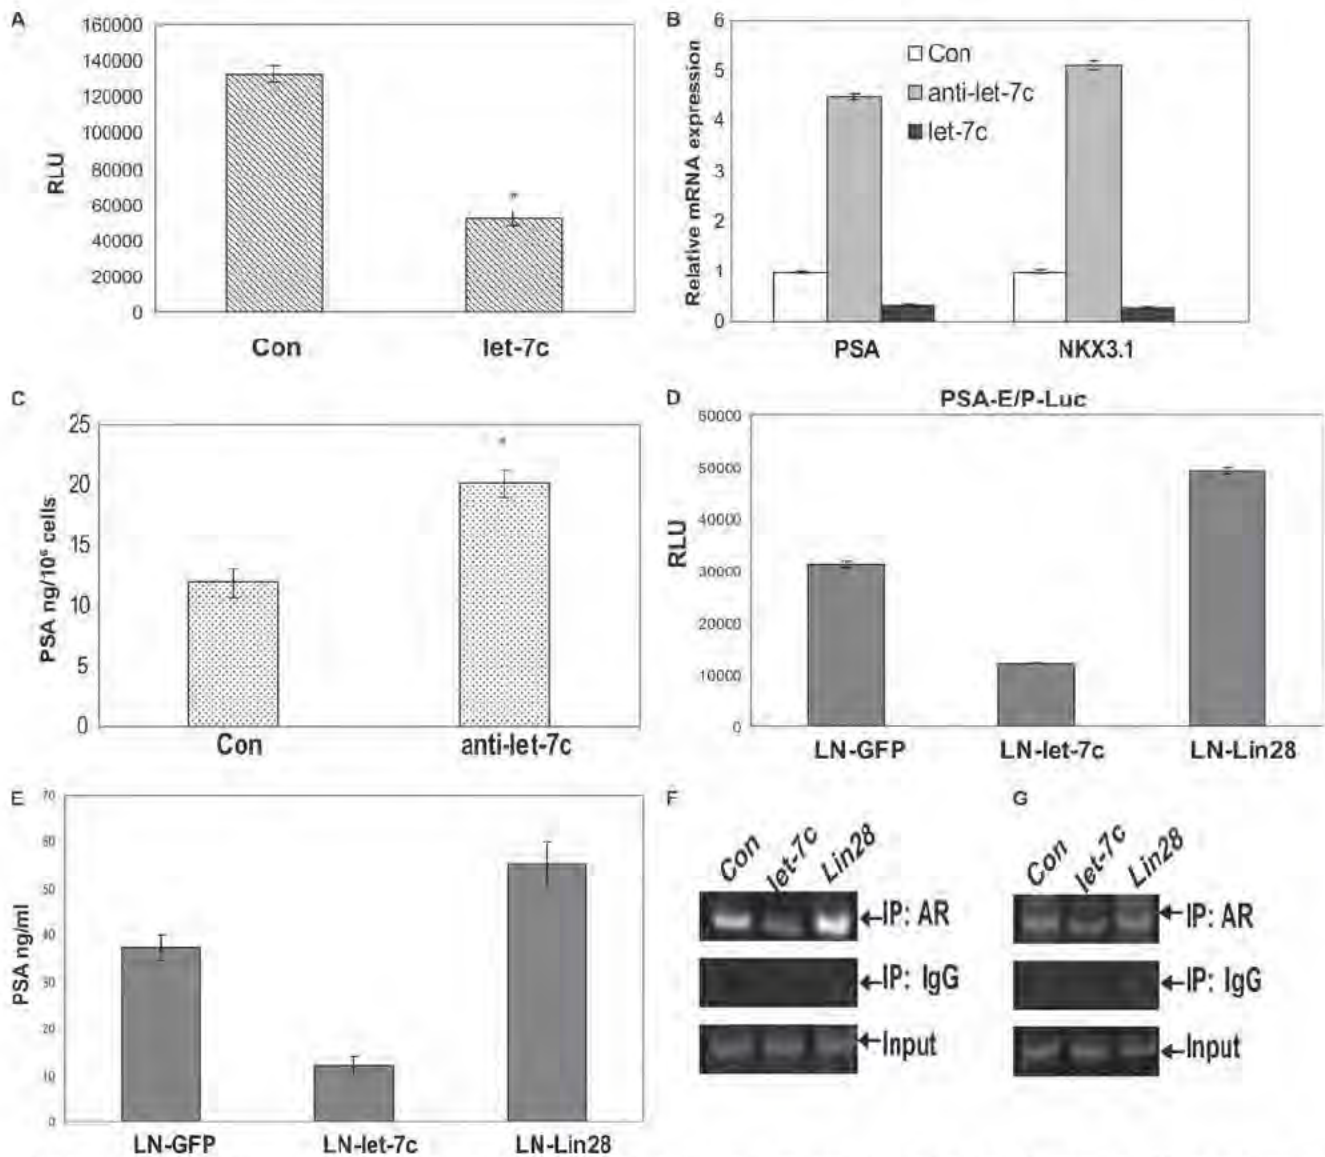 A
160000
140000
120000
100000
80000
60000
40000
20000
0
RLU
*
Con let-7c
B
6
5
4
3
2
1
0
Relative mRNA expression
Con
anti-let-7c
let-7c
PSA NKX3.1
C
25
20
15
10
5
0
PSA ng/10⁶ cells
*
Con anti-let-7c
D
PSA-E/P-Luc
60000
50000
40000
30000
20000
10000
0
RLU
LN-GFP LN-let-7c LN-Lin28
E
70
60
50
40
30
20
10
0
PSA ng/ml
LN-GFP LN-let-7c LN-Lin28
F
Con let-7c Lin28
←IP: AR
←IP: IgG
←Input
G
Con let-7c Lin28
←IP: AR
←IP: IgG
←Input